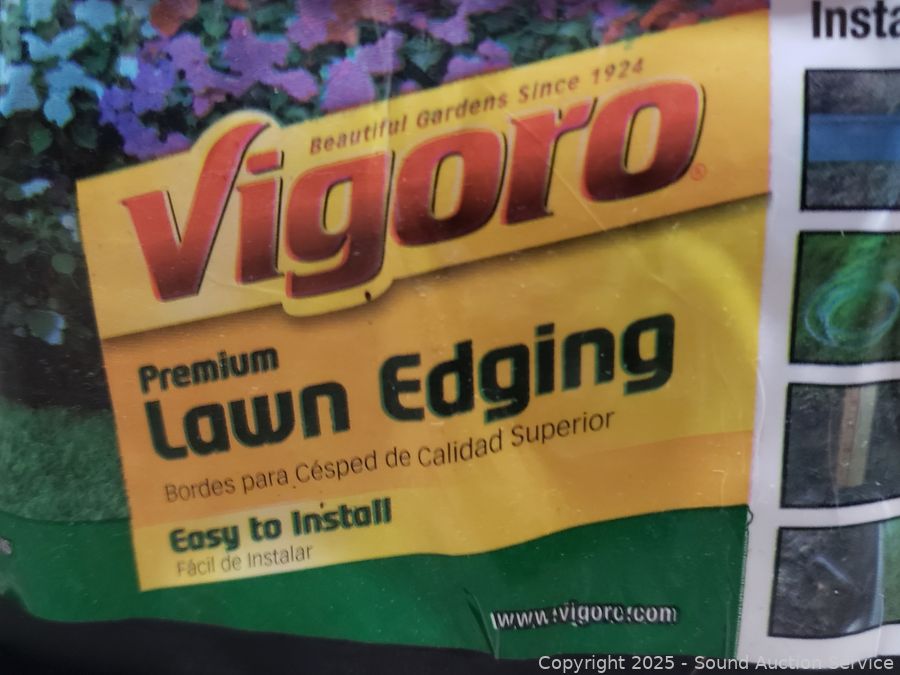 Beautiful Gardens Since 1924
Vigoro®
Premium
Lawn Edging
Bordes para Césped de Calidad Superior
Easy to Install
Fácil de Instalar
www.vigoro.com
Copyright 2025 - Sound Auction Service